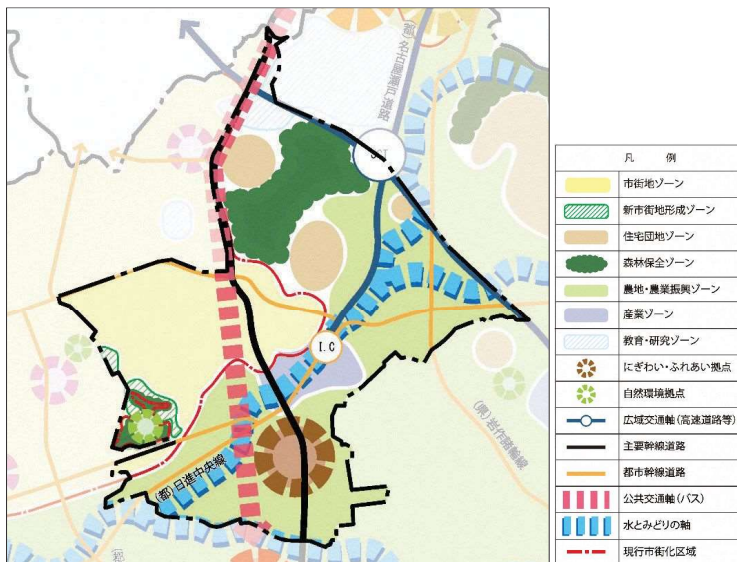 (都)名古屋瀬戸道路
JCT
I.C
(県)岩作諸輪線
(都)日進中央線
(都)
凡 例
市街地ゾーン
新市街地形成ゾーン
住宅団地ゾーン
森林保全ゾーン
農地・農業振興ゾーン
産業ゾーン
教育・研究ゾーン
にぎわい・ふれあい拠点
自然環境拠点
広域交通軸(高速道路等)
主要幹線道路
都市幹線道路
公共交通軸(バス)
水とみどりの軸
現行市街化区域